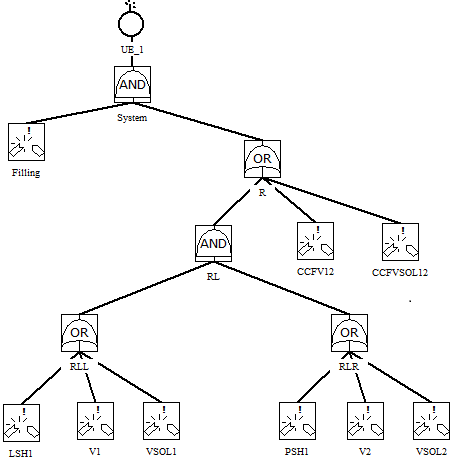 UE_1
AND
System
Filling
OR
R
AND
RL
CCFV12
CCFVSOL12
OR
RLL
OR
RLR
LSH1
V1
VSOL1
PSH1
V2
VSOL2